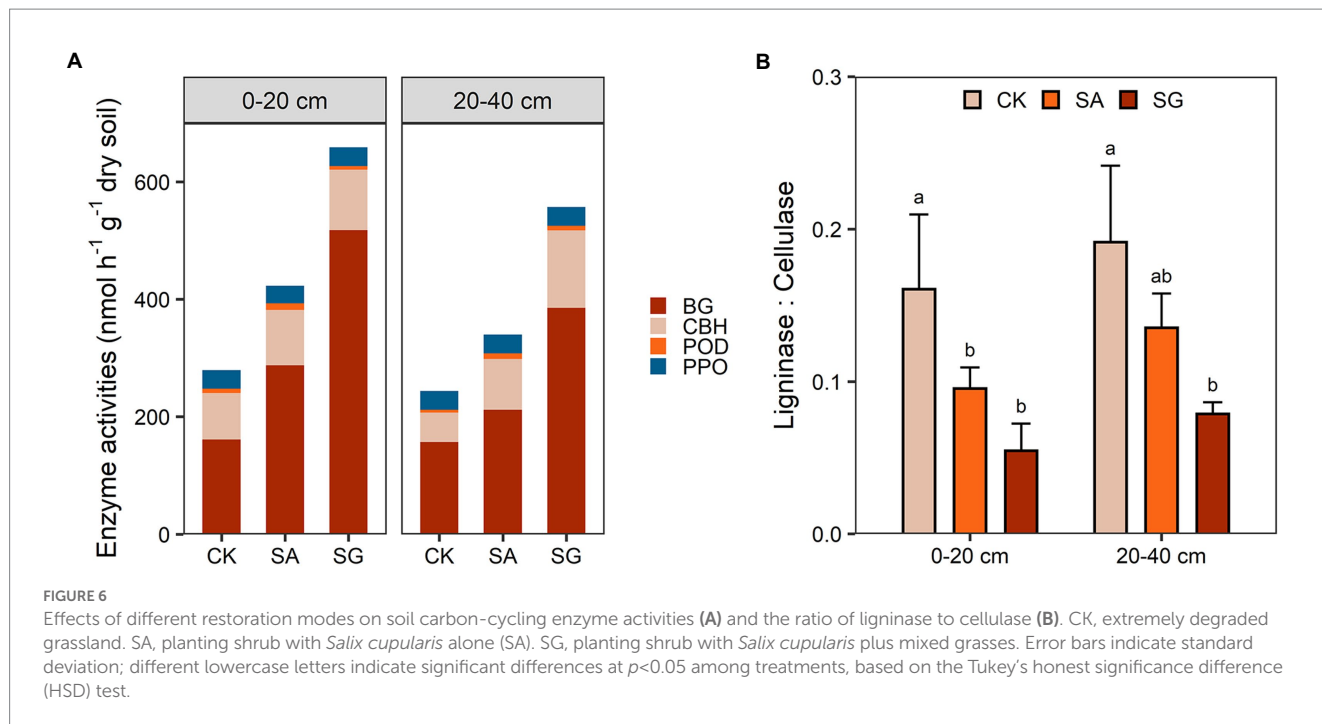 A
0-20 cm
20-40 cm
Enzyme activities (nmol h⁻¹ g⁻¹ dry soil)
600
400
200
0
CK SA SG
CK SA SG
BG
CBH
POD
PPO
B
Ligninase : Cellulase
0.3
0.2
0.1
0.0
CK SA SG
a
b
b
a
ab
b
0-20 cm
20-40 cm
FIGURE 6
Effects of different restoration modes on soil carbon-cycling enzyme activities (A) and the ratio of ligninase to cellulase (B). CK, extremely degraded
grassland. SA, planting shrub with Salix cupularis alone (SA). SG, planting shrub with Salix cupularis plus mixed grasses. Error bars indicate standard
deviation; different lowercase letters indicate significant differences at p<0.05 among treatments, based on the Tukey's honest significance difference
(HSD) test.